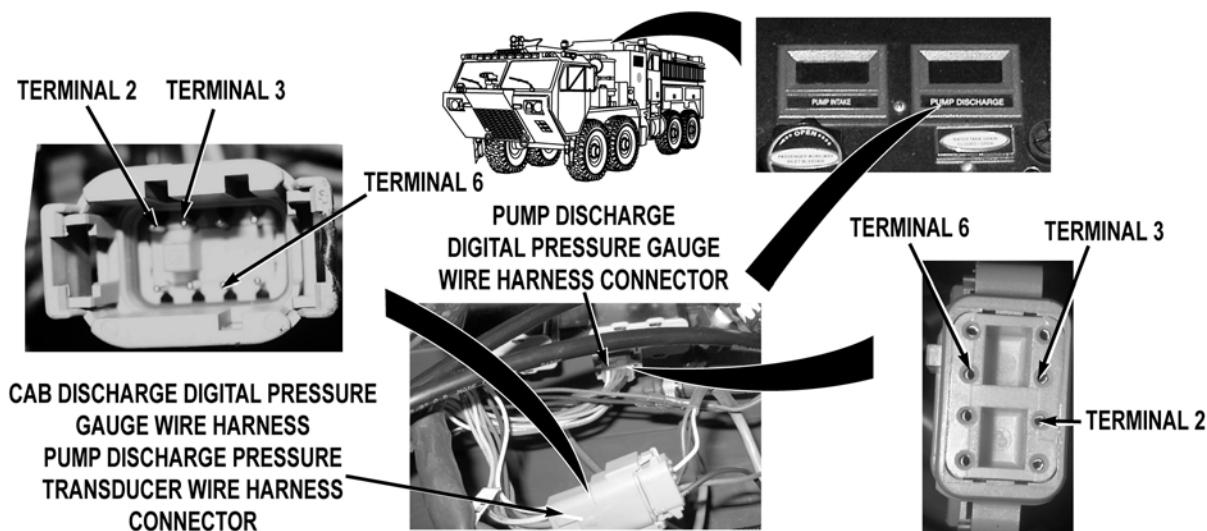 TERMINAL 2
TERMINAL 3
TERMINAL 6
PUMP INTAKE
PUMP DISCHARGE
OPEN
PUMP DISCHARGE
DIGITAL PRESSURE GAUGE
WIRE HARNESS CONNECTOR
TERMINAL 6
TERMINAL 3
TERMINAL 2
CAB DISCHARGE DIGITAL PRESSURE
GAUGE WIRE HARNESS
PUMP DISCHARGE PRESSURE
TRANSDUCER WIRE HARNESS
CONNECTOR